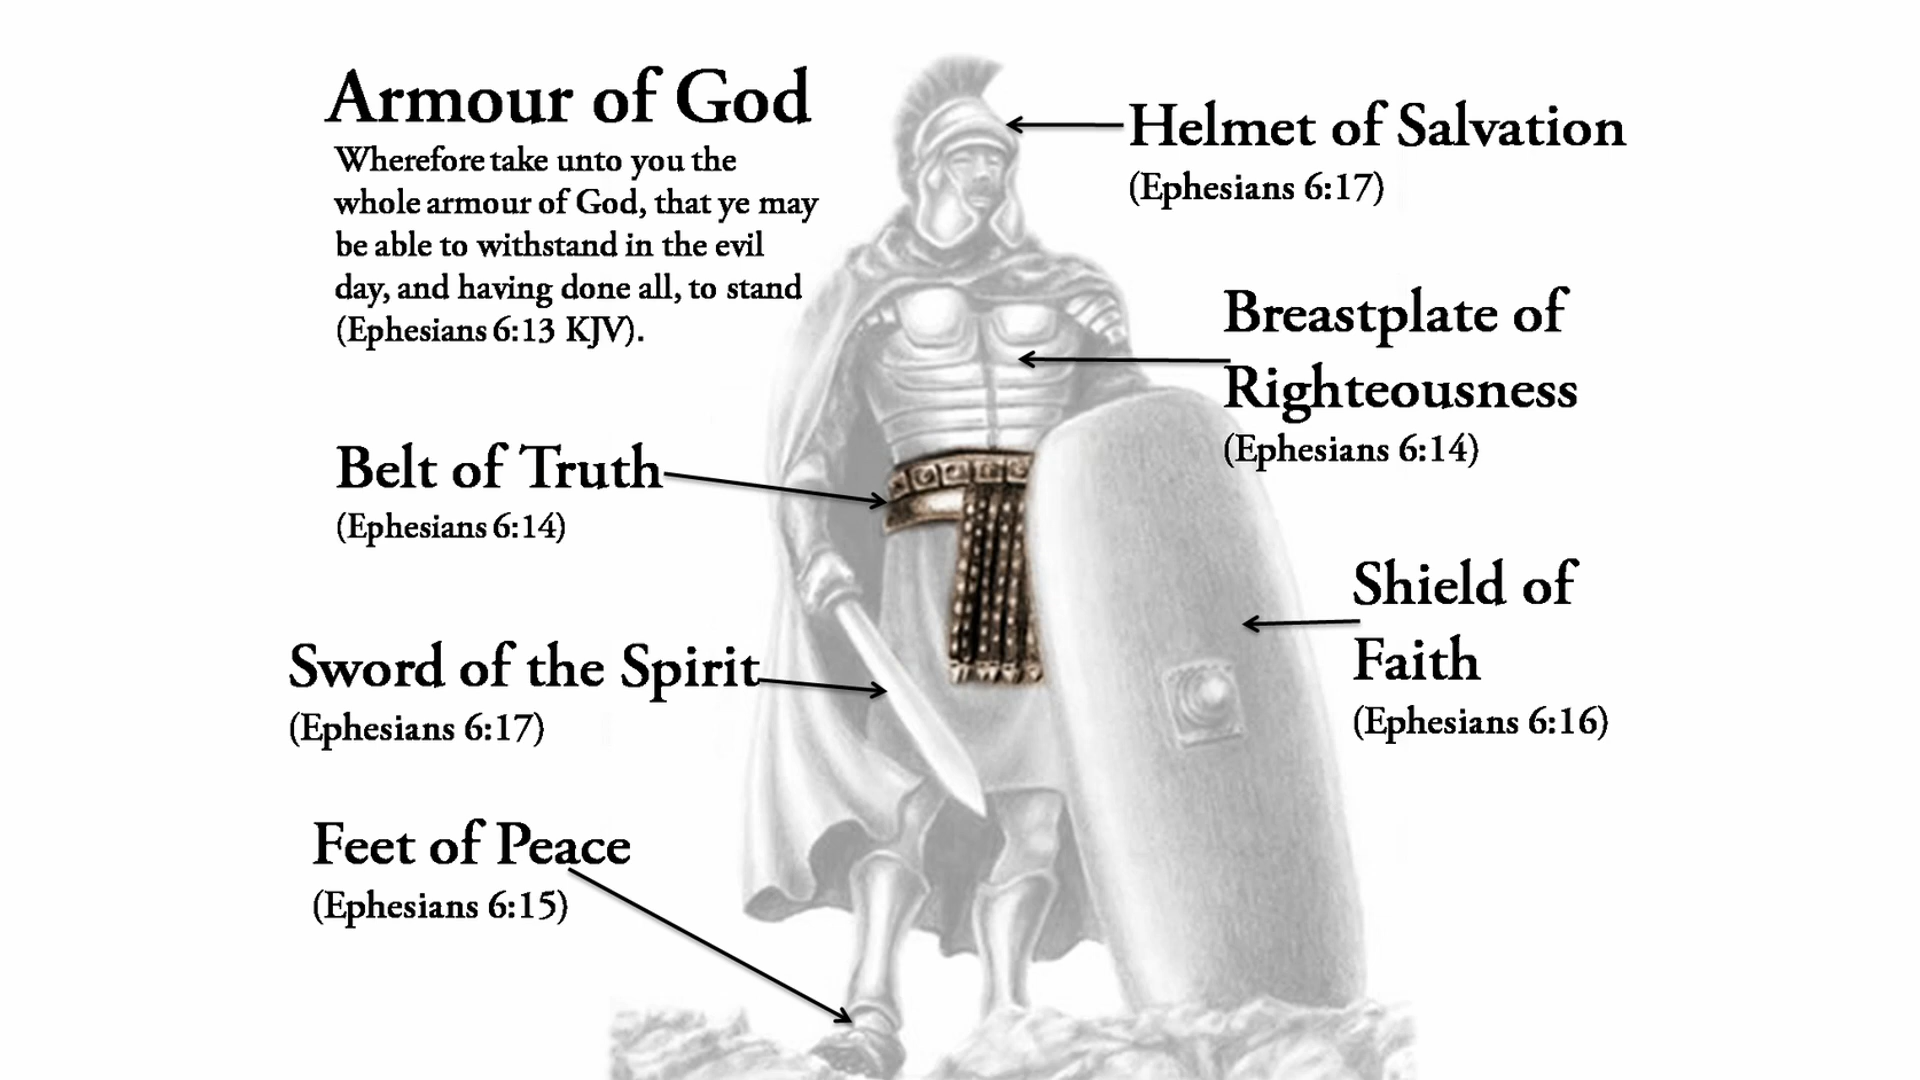 Armour of God
Wherefore take unto you the
whole armour of God, that ye may
be able to withstand in the evil
day, and having done all, to stand
(Ephesians 6:13 KJV).
Helmet of Salvation
(Ephesians 6:17)
Breastplate of
Righteousness
(Ephesians 6:14)
Belt of Truth
(Ephesians 6:14)
Shield of
Faith
(Ephesians 6:16)
Sword of the Spirit
(Ephesians 6:17)
Feet of Peace
(Ephesians 6:15)